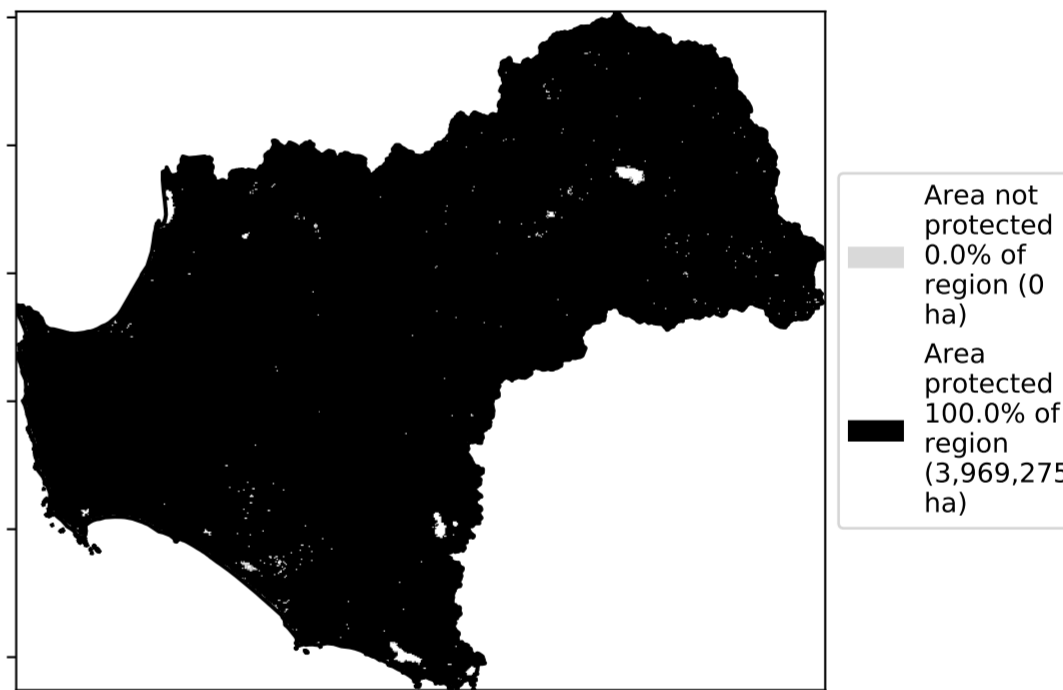 Area not
protected
0.0% of
region (0
ha)
Area
protected
100.0% of
region
(3,969,275
ha)